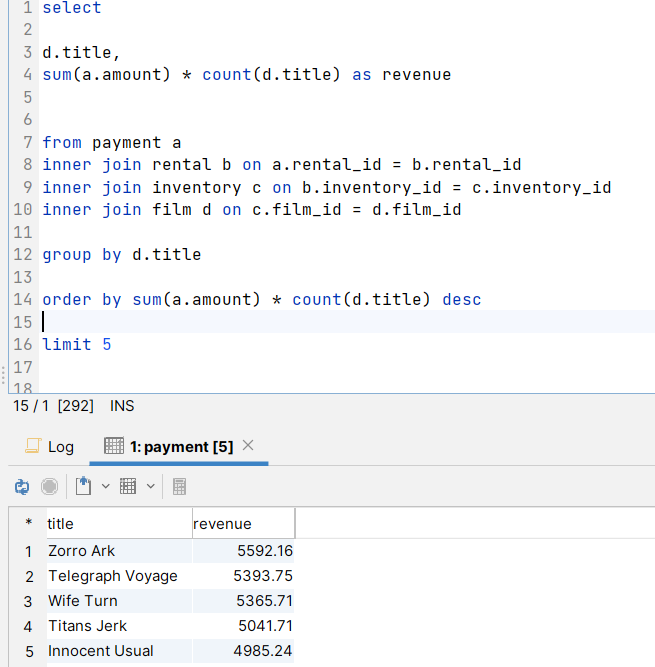 1 select
2
3 d.title,
4 sum(a.amount) * count(d.title) as revenue
5
6
7 from payment a
8 inner join rental b on a.rental_id = b.rental_id
9 inner join inventory c on b.inventory_id = c.inventory_id
10 inner join film d on c.film_id = d.film_id
11
12 group by d.title
13
14 order by sum(a.amount) * count(d.title) desc
15
16 limit 5
17
18
15 / 1 [292] INS
Log 1: payment [5]
* title revenue
1 Zorro Ark 5592.16
2 Telegraph Voyage 5393.75
3 Wife Turn 5365.71
4 Titans Jerk 5041.71
5 Innocent Usual 4985.24